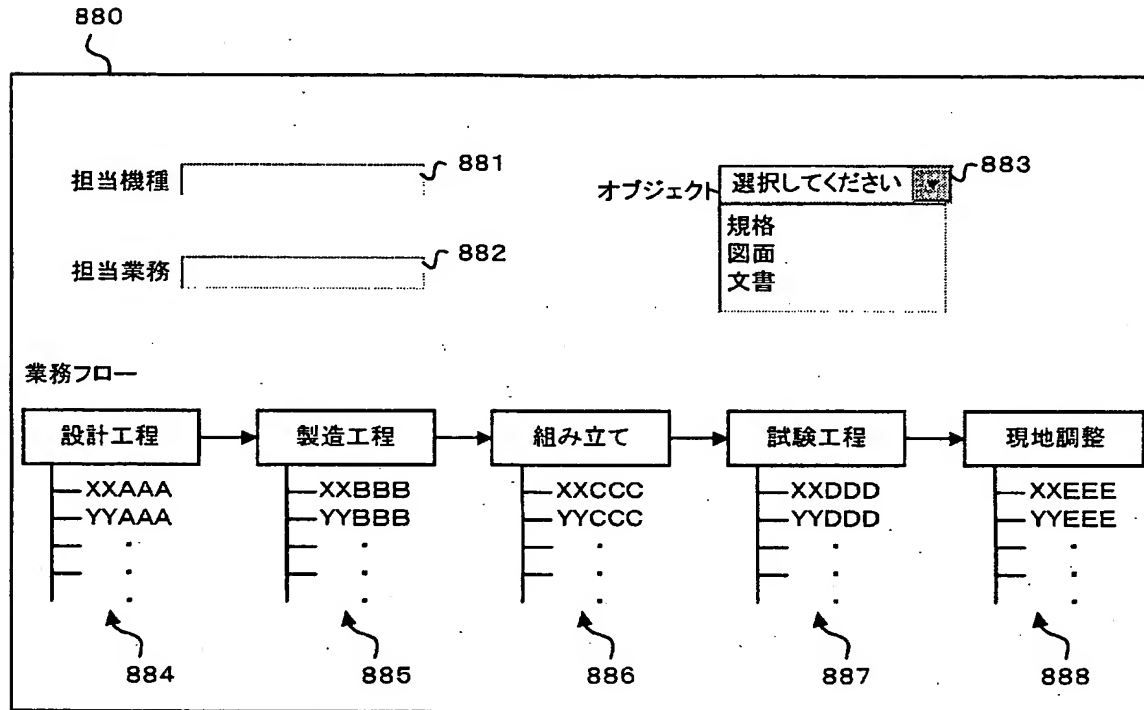 880
担当機種 881
オブジェクト 選択してください 883
規格
図面
文書
担当業務 882
業務フロー
設計工程 製造工程 組み立て 試験工程 現地調整
XXAAA XXBBB XXCCC XXDDD XXEEE
YYAAA YYBBB YYCCC YYDDD YYEEE
884 885 886 887 888